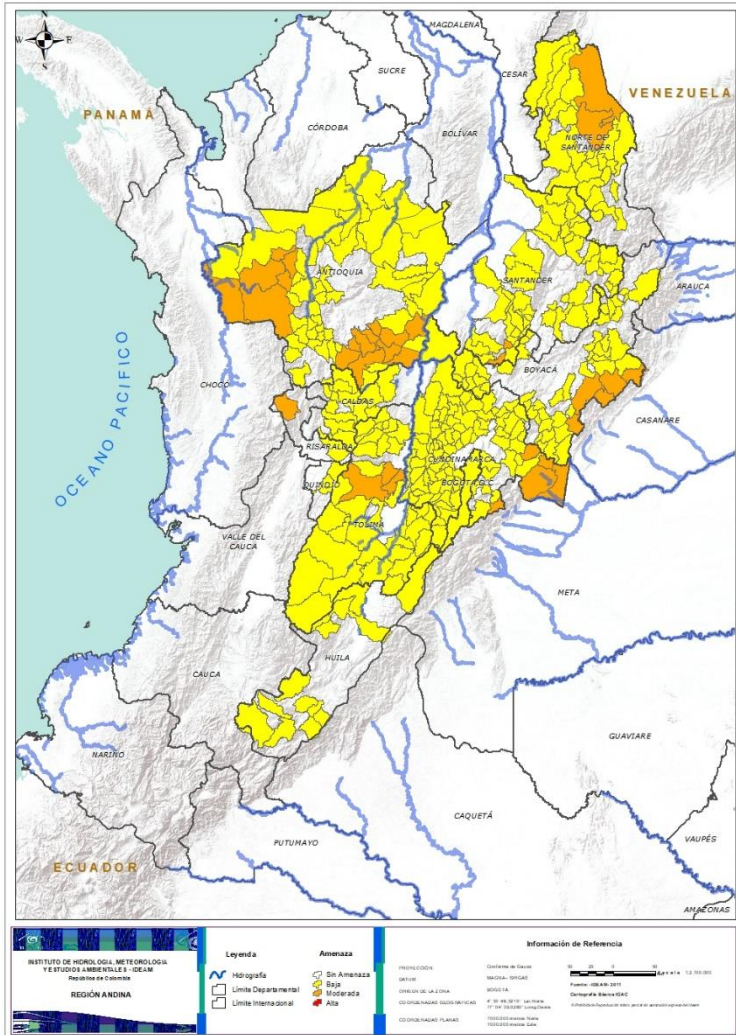 N
W E
S
MAGDALENA
SUCRE
CESAR
PANAMÁ
VENEZUELA
CÓRDOBA
BOLÍVAR
NORTE DE
SANTANDER
ANTIOQUIA
SANTANDER
ARAUCA
OCEANO PACIFICO
CHOCÓ
BOYACÁ
CALDAS
CASANARE
RISARALDA
CUNDINAMARCA
QUINDIO
BOGOTÁ D.C.
TOLIMA
VALLE DEL
CAUCA
META
HUILA
CAUCA
GUAVIARE
NARIÑO
CAQUETÁ
PUTUMAYO
VAUPÉS
ECUADOR
AMAZONAS
INSTITUTO DE HIDROLOGIA, METEOROLOGIA
Y ESTUDIOS AMBIENTALES - IDEAM
República de Colombia
REGIÓN ANDINA
Leyenda
Hidrografía
Límite Departamental
Límite Internacional
Amenaza
Sin Amenaza
Baja
Moderada
Alta
Información de Referencia
PROYECCIÓN: Conforme de Gauss
DATUM MAGNA-SIRGAS
ORIGEN DE LA ZONA BOGOTÁ
COORDENADAS GEOGRÁFICAS
COORDENADAS PLANAS
Fuente: IDEAM- 2011
Cartografía Básica IGAC